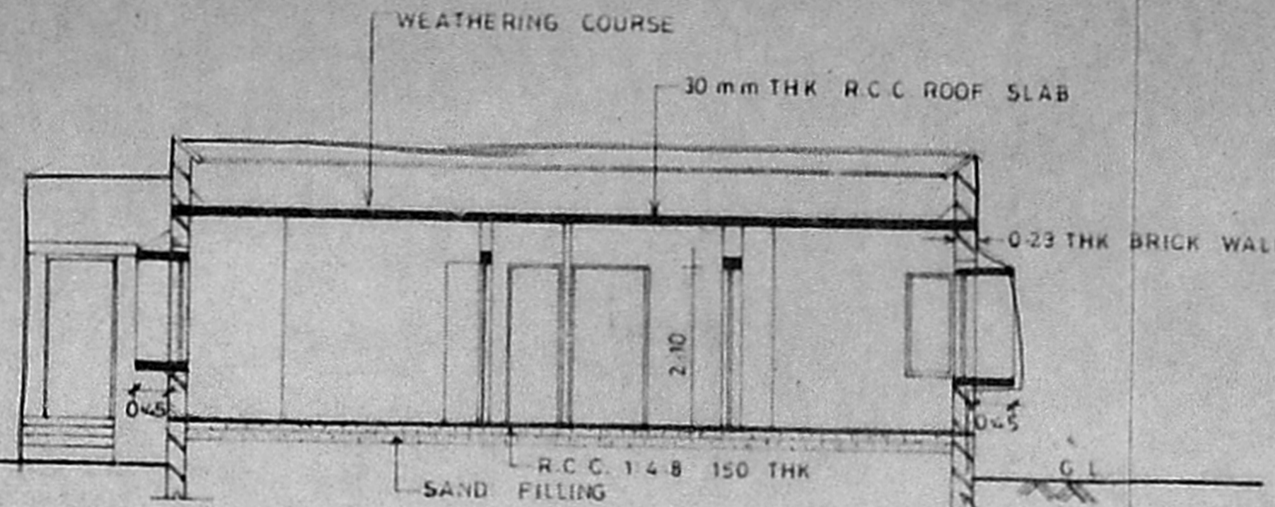 WEATHERING COURSE
30 mm THK R.C.C ROOF SLAB
0.23 THK BRICK WAL
2.10
0.45
0.45
R.C.C. 1 4 8 150 THK
SAND FILLING
G L